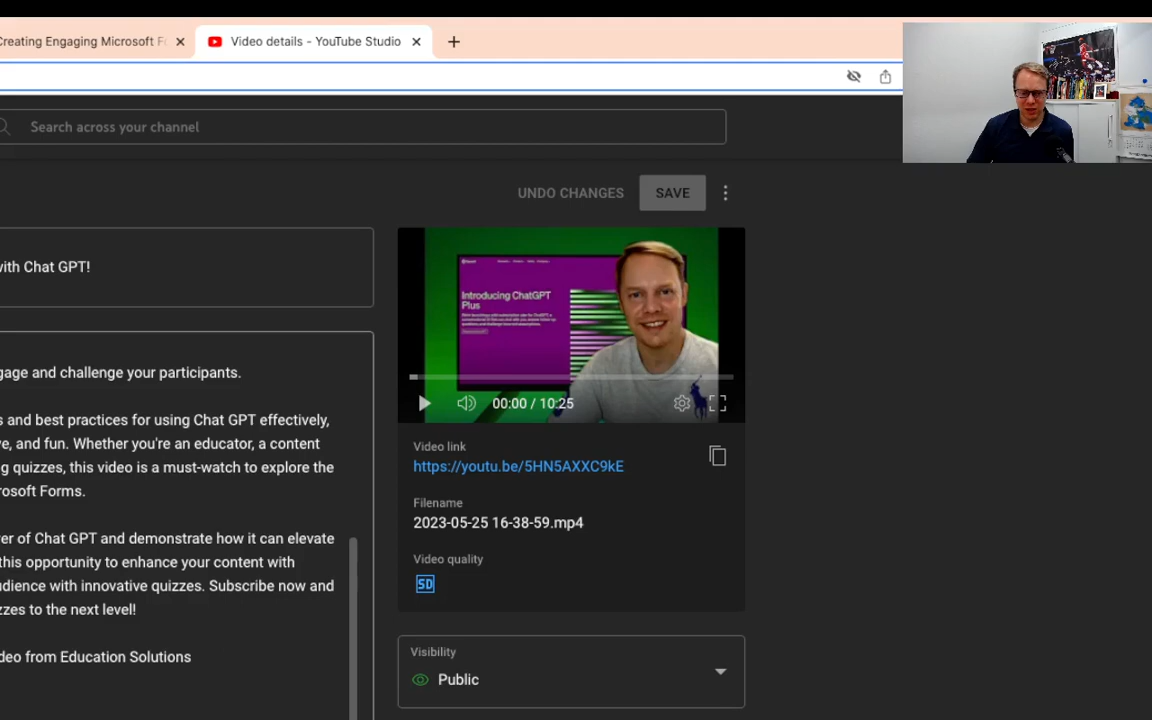 Creating Engaging Microsoft Fo
Video details - YouTube Studio
Search across your channel
UNDO CHANGES
SAVE
with Chat GPT!
gage and challenge your participants.
s and best practices for using Chat GPT effectively,
ve, and fun. Whether you're an educator, a content
g quizzes, this video is a must-watch to explore the
rosoft Forms.
er of Chat GPT and demonstrate how it can elevate
this opportunity to enhance your content with
udience with innovative quizzes. Subscribe now and
zzes to the next level!
deo from Education Solutions
Introducing ChatGPT
Plus
00:00 / 10:25
Video link
https://youtu.be/5HN5AXXC9kE
Filename
2023-05-25 16-38-59.mp4
Video quality
SD
Visibility
Public